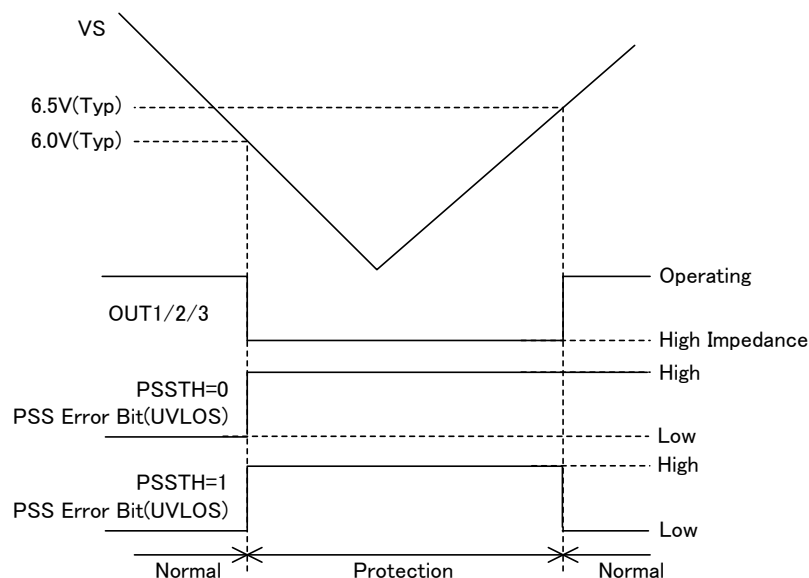 VS
6.5V(Typ)
6.0V(Typ)
Operating
OUT1/2/3
High Impedance
PSSTH=0
High
PSS Error Bit(UVLOS)
Low
High
PSSTH=1
PSS Error Bit(UVLOS)
Low
Normal
Protection
Normal